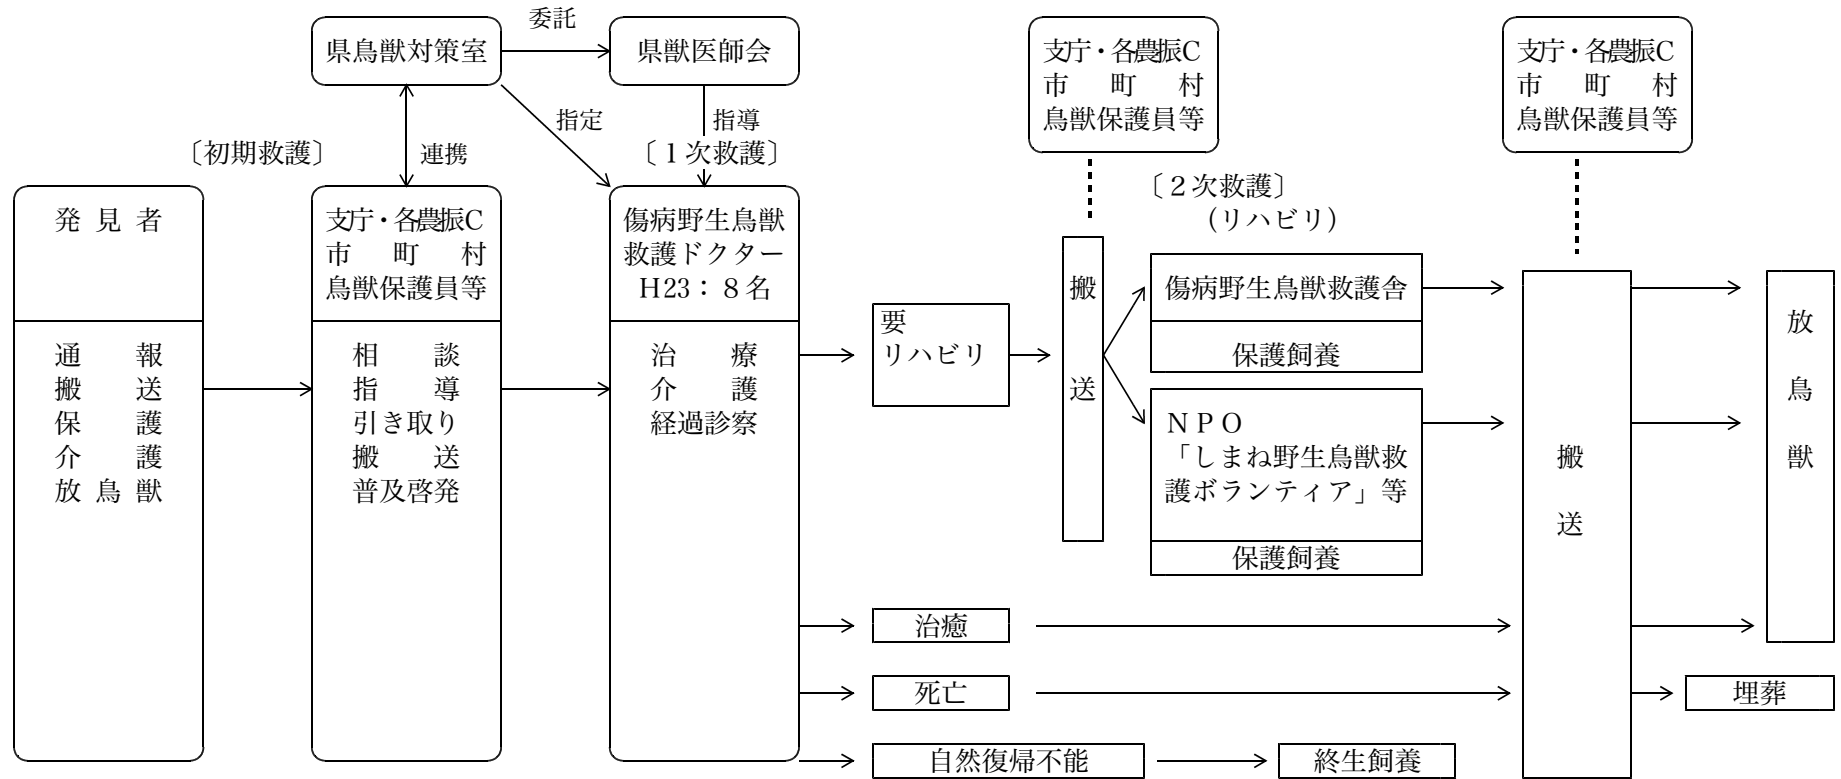 委託
県鳥獣対策室
県獣医師会
指定
指導
連携
〔初期救護〕
〔１次救護〕
支庁・各農振C
市　町　村
鳥獣保護員等
支庁・各農振C
市　町　村
鳥獣保護員等
発 見 者
通　　報
搬　　送
保　　護
介　　護
放 鳥 獣
支庁・各農振C
市　町　村
鳥獣保護員等
相　　談
指　　導
引き取り
搬　　送
普及啓発
傷病野生鳥獣
救護ドクター
H23：８名
治　　療
介　　護
経過診察
要
リハビリ
搬
送
〔２次救護〕
（リハビリ）
傷病野生鳥獣救護舎
保護飼養
ＮＰＯ
「しまね野生鳥獣救
護ボランティア」等
保護飼養
搬
送
放
鳥
獣
治癒
死亡
埋葬
自然復帰不能
終生飼養